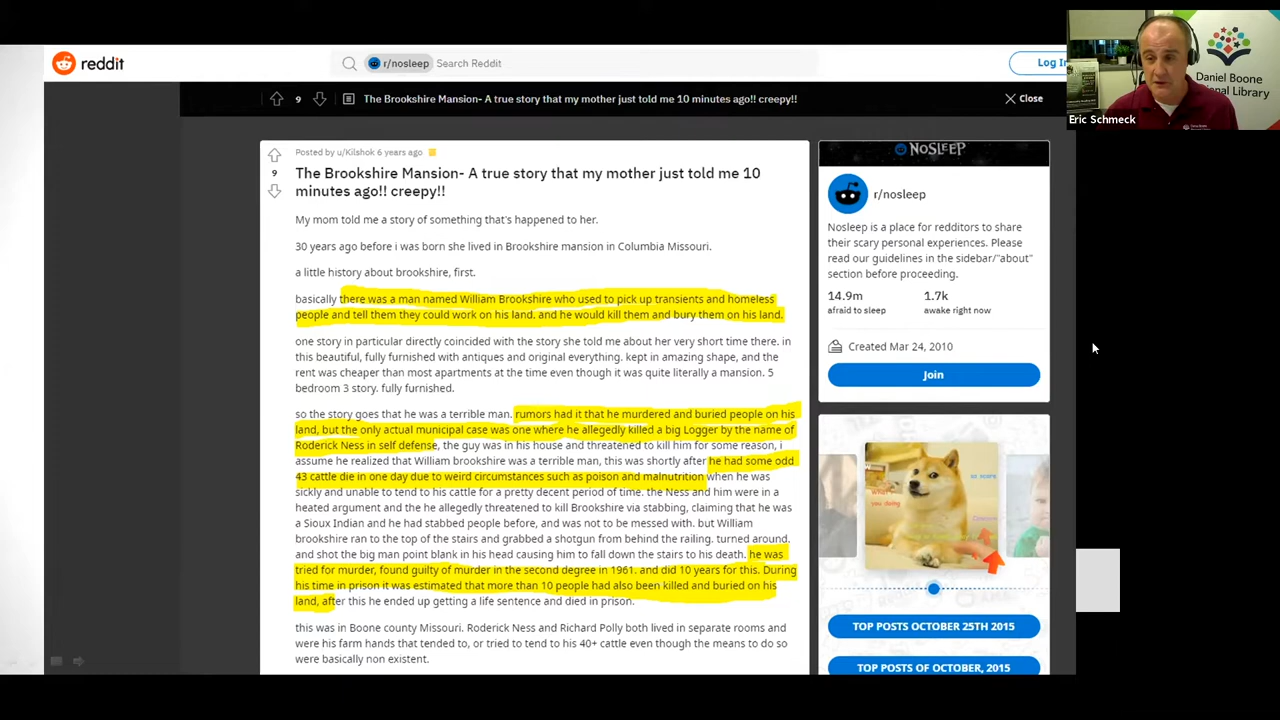 reddit
r/nosleep Search Reddit
Log In
9 The Brookshire Mansion- A true story that my mother just told me 10 minutes ago!! creepy!! Close
Daniel Boone
ional Library
Eric Schmeck
Posted by u/Kilshok 6 years ago
9
The Brookshire Mansion- A true story that my mother just told me 10
minutes ago!! creepy!!
My mom told me a story of something that's happened to her.
30 years ago before i was born she lived in Brookshire mansion in Columbia Missouri.
a little history about brookshire, first.
basically there was a man named William Brookshire who used to pick up transients and homeless
people and tell them they could work on his land. and he would kill them and bury them on his land.
one story in particular directly coincided with the story she told me about her very short time there. in
this beautiful, fully furnished with antiques and original everything. kept in amazing shape, and the
rent was cheaper than most apartments at the time even though it was quite literally a mansion. 5
bedroom 3 story. fully furnished.
so the story goes that he was a terrible man. rumors had it that he murdered and buried people on his
land, but the only actual municipal case was one where he allegedly killed a big Logger by the name of
Roderick Ness in self defense, the guy was in his house and threatened to kill him for some reason, i
assume he realized that William brookshire was a terrible man, this was shortly after he had some odd
43 cattle die in one day due to weird circumstances such as poison and malnutrition when he was
sickly and unable to tend to his cattle for a pretty decent period of time. the Ness and him were in a
heated argument and the he allegedly threatened to kill Brookshire via stabbing, claiming that he was
a Sioux Indian and he had stabbed people before, and was not to be messed with. but William
brookshire ran to the top of the stairs and grabbed a shotgun from behind the railing. turned around.
and shot the big man point blank in his head causing him to fall down the stairs to his death. he was
tried for murder, found guilty of murder in the second degree in 1961. and did 10 years for this. During
his time in prison it was estimated that more than 10 people had also been killed and buried on his
land, after this he ended up getting a life sentence and died in prison.
this was in Boone county Missouri. Roderick Ness and Richard Polly both lived in separate rooms and
were his farm hands that tended to, or tried to tend to his 40+ cattle even though the means to do so
were basically non existent.
NOSLEEP
r/nosleep
Nosleep is a place for redditors to share
their scary personal experiences. Please
read our guidelines in the sidebar/"about"
section before proceeding.
14.9m 1.7k
afraid to sleep awake right now
Created Mar 24, 2010
Join
so scare
what
you doing
TOP POSTS OCTOBER 25TH 2015
TOP POSTS OF OCTOBER, 2015